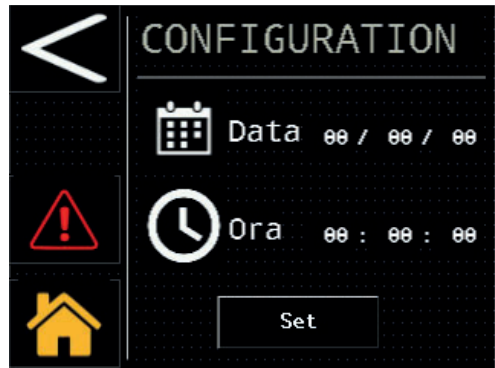 CONFIGURATION
Data 00 / 00 / 00
Ora 00 : 00 : 00
Set